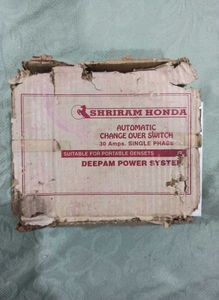 SHRIRAM HONDA
AUTOMATIC
CHANGE OVER SWITCH
30 Amps. SINGLE PHASE
SUITABLE FOR PORTABLE GENSETS
DEEPAM POWER SYSTEM